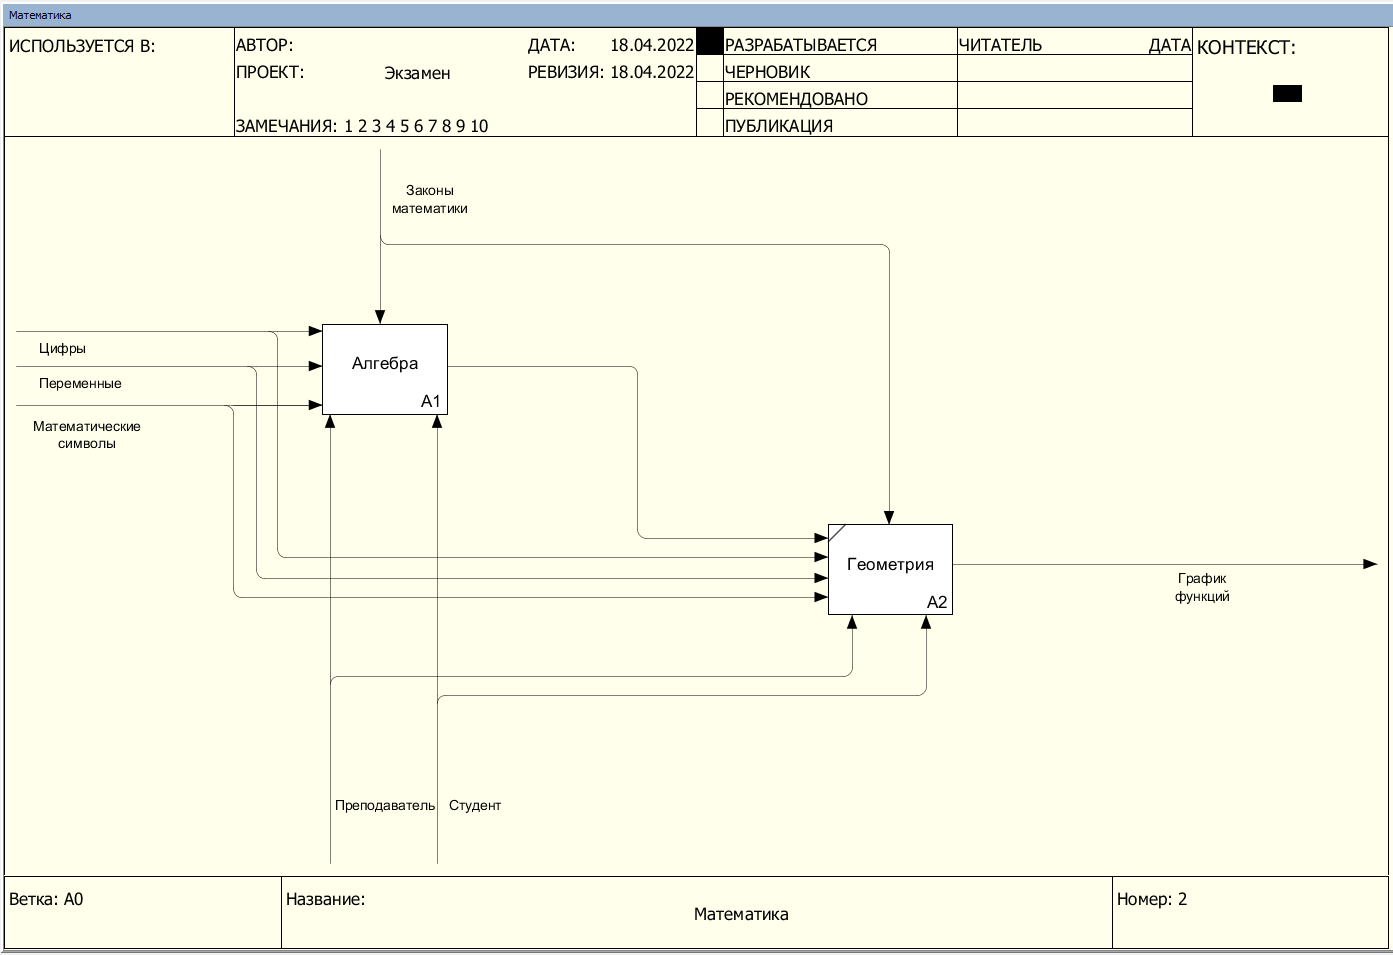 Математика
ИСПОЛЬЗУЕТСЯ В:
АВТОР:
ДАТА: 18.04.2022
ПРОЕКТ: Экзамен
РЕВИЗИЯ: 18.04.2022
ЗАМЕЧАНИЯ: 1 2 3 4 5 6 7 8 9 10
РАЗРАБАТЫВАЕТСЯ
ЧЕРНОВИК
РЕКОМЕНДОВАНО
ПУБЛИКАЦИЯ
ЧИТАТЕЛЬ ДАТА
КОНТЕКСТ:
Законы
математики
Цифры
Переменные
Математические
символы
Алгебра
A1
Геометрия
A2
График
функций
Преподаватель
Студент
Ветка: A0
Название:
Математика
Номер: 2